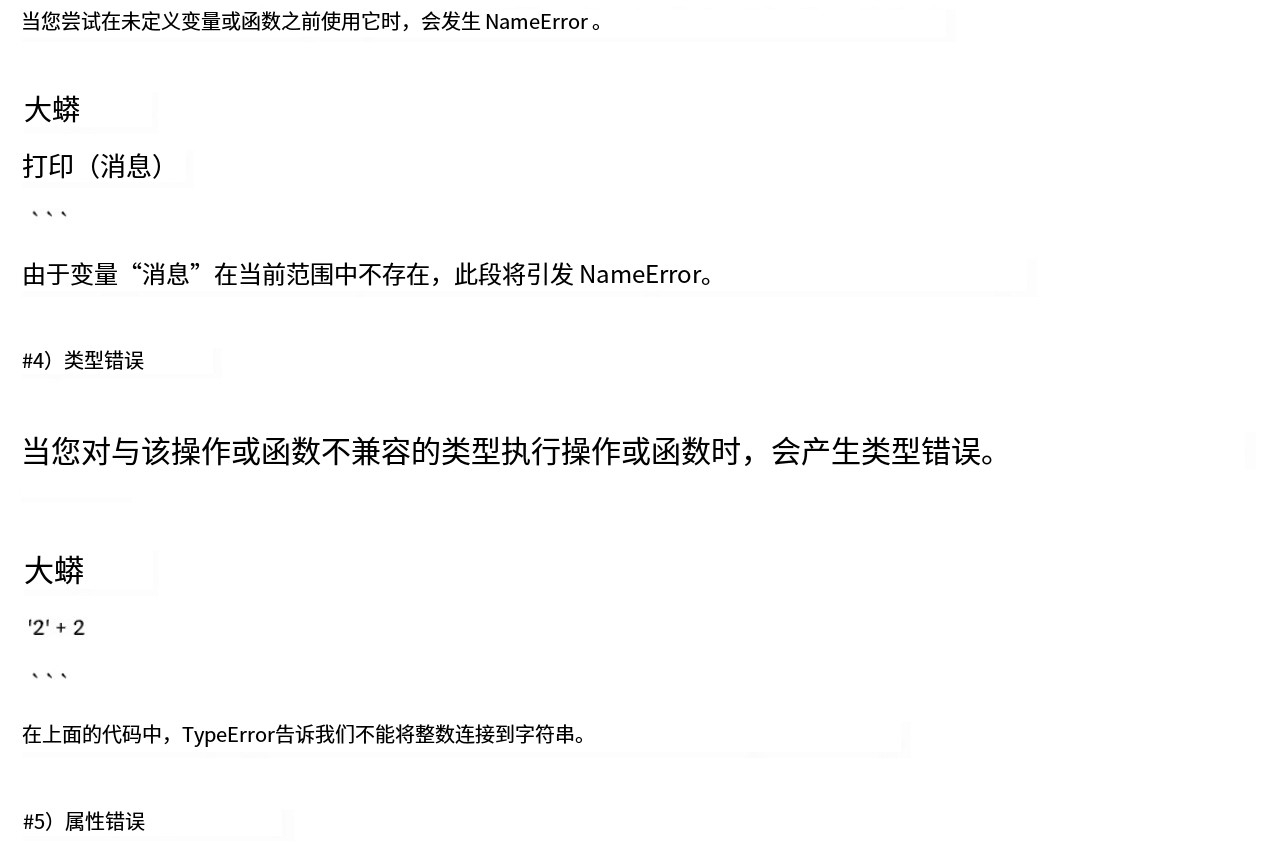 当您尝试在未定义变量或函数之前使用它时，会发生 NameError 。
大蟒
打印（消息）
```
由于变量“消息”在当前范围中不存在，此段将引发 NameError。
#4）类型错误
当您对与该操作或函数不兼容的类型执行操作或函数时，会产生类型错误。
大蟒
'2' + 2
```
在上面的代码中，TypeError告诉我们不能将整数连接到字符串。
#5）属性错误